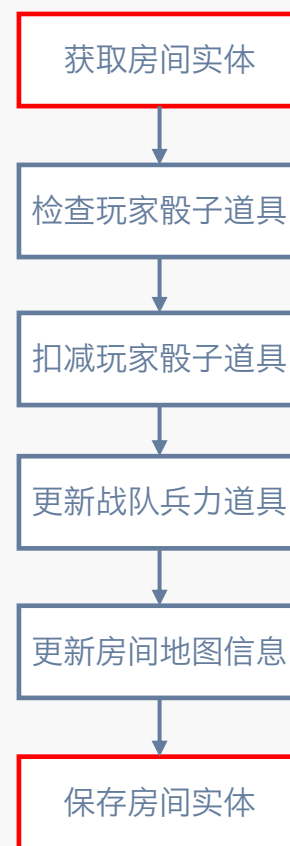 获取房间实体
检查玩家骰子道具
扣减玩家骰子道具
更新战队兵力道具
更新房间地图信息
保存房间实体